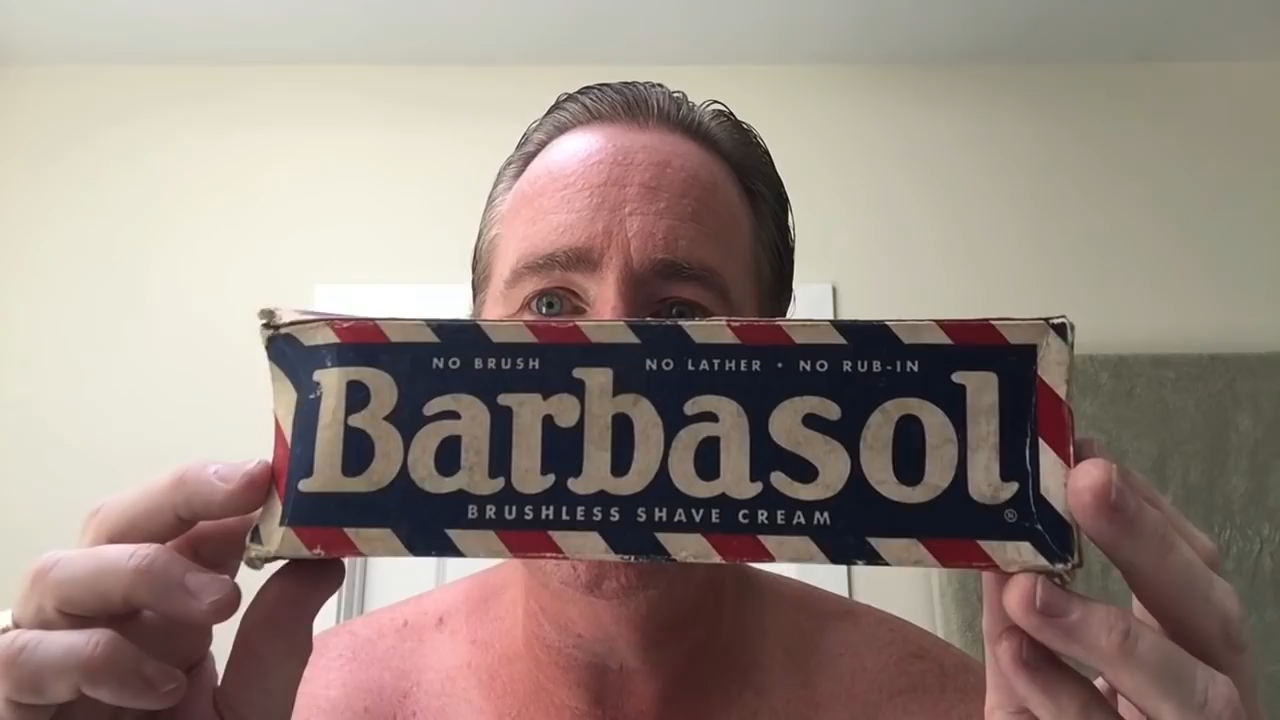 NO BRUSH NO LATHER • NO RUB-IN
Barbasol
®
BRUSHLESS SHAVE CREAM